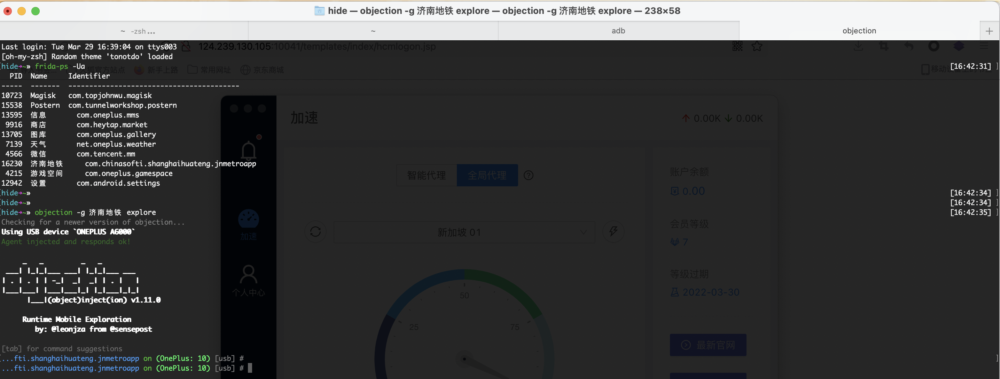 hide — objection -g 济南地铁 explore — objection -g 济南地铁 explore — 238×58
~ -zsh...
~
adb
objection
Last login: Tue Mar 29 16:39:04 on ttys003
124.239.130.105:10041/templates/index/hcmlogon.jsp
[oh-my-zsh] Random theme 'tonotdo' loaded
[hide→~» frida-ps -Ua [16:42:31] ]
新手上路 常用网址 京东商城
PID Name Identifier
----- ------- -----------------------------------------
10723 Magisk com.topjohnwu.magisk
15538 Postern com.tunnelworkshop.postern
13595 信息 com.oneplus.mms
9916 商店 com.heytap.market
13705 图库 com.oneplus.gallery
7139 天气 net.oneplus.weather
4566 微信 com.tencent.mm
16230 济南地铁 com.chinasofti.shanghaihuateng.jnmetroapp
4215 游戏空间 com.oneplus.gamespace
12942 设置 com.android.settings
[hide→~» [16:42:34] ]
[hide→~» [16:42:34] ]
[hide→~» objection -g 济南地铁 explore [16:42:35] ]
Checking for a newer version of objection...
Using USB device `ONEPLUS A6000`
Agent injected and responds ok!
|___|(object)inject(ion) v1.11.0
Runtime Mobile Exploration
by: @leonjza from @sensepost
[tab] for command suggestions
[...fti.shanghaihuateng.jnmetroapp on (OnePlus: 10) [usb] # ]
...fti.shanghaihuateng.jnmetroapp on (OnePlus: 10) [usb] #
加速
0.00K 0.00K
智能代理 全局代理
新加坡 01
加速
个人中心
账户余额
0.00
会员等级
7
等级过期
2022-03-30
最新官网
25
50
75